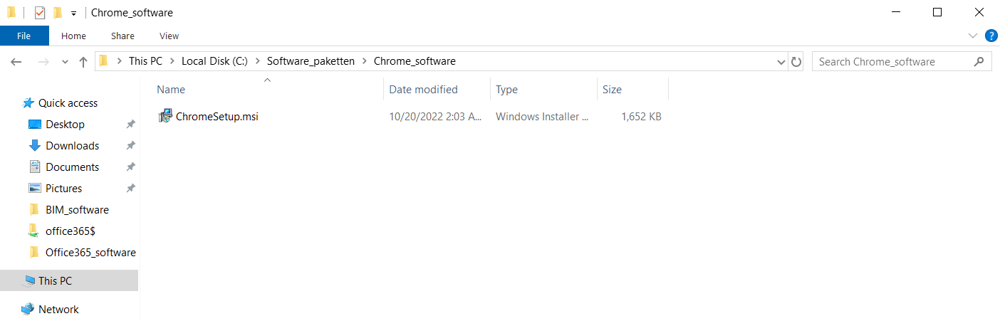 Chrome_software
File Home Share View
This PC Local Disk (C:) Software_paketten Chrome_software Search Chrome_software
Name Date modified Type Size
ChromeSetup.msi 10/20/2022 2:03 A... Windows Installer ... 1,652 KB
Quick access
Desktop
Downloads
Documents
Pictures
BIM_software
office365$
Office365_software
This PC
Network